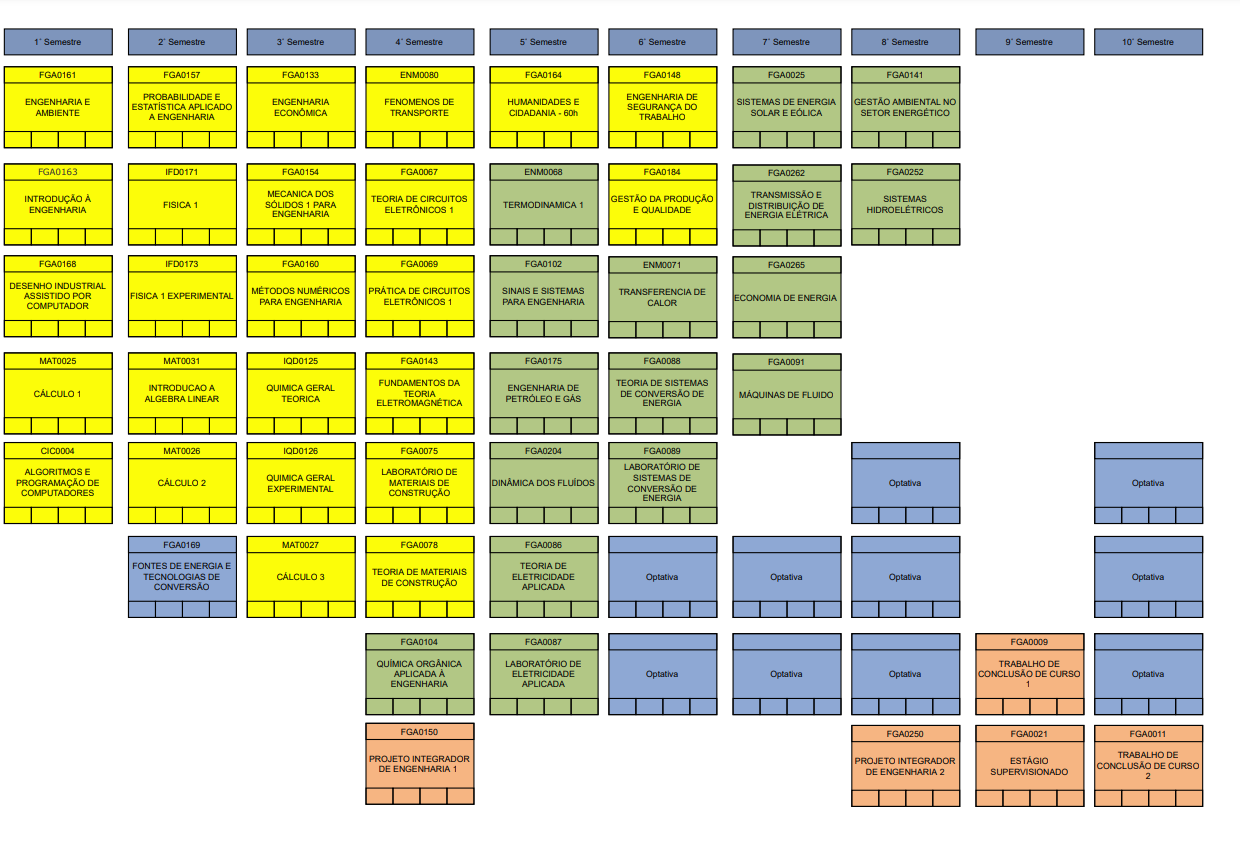 1˚ Semestre
2˚ Semestre
3˚ Semestre
4˚ Semestre
5˚ Semestre
6˚ Semestre
7˚ Semestre
8˚ Semestre
9˚ Semestre
10˚ Semestre
FGA0161
ENGENHARIA E
AMBIENTE
FGA0157
PROBABILIDADE E
ESTATÍSTICA APLICADO
A ENGENHARIA
FGA0133
ENGENHARIA
ECONÔMICA
ENM0080
FENOMENOS DE
TRANSPORTE
FGA0164
HUMANIDADES E
CIDADANIA - 60h
FGA0148
ENGENHARIA DE
SEGURANÇA DO
TRABALHO
FGA0025
SISTEMAS DE ENERGIA
SOLAR E EÓLICA
FGA0141
GESTÃO AMBIENTAL NO
SETOR ENERGÉTICO
FGA0163
INTRODUÇÃO À
ENGENHARIA
IFD0171
FISICA 1
FGA0154
MECANICA DOS
SÓLIDOS 1 PARA
ENGENHARIA
FGA0067
TEORIA DE CIRCUITOS
ELETRÔNICOS 1
ENM0068
TERMODINAMICA 1
FGA0184
GESTÃO DA PRODUÇÃO
E QUALIDADE
FGA0262
TRANSMISSÃO E
DISTRIBUIÇÃO DE
ENERGIA ELÉTRICA
FGA0252
SISTEMAS
HIDROELÉTRICOS
FGA0168
DESENHO INDUSTRIAL
ASSISTIDO POR
COMPUTADOR
IFD0173
FISICA 1 EXPERIMENTAL
FGA0160
MÉTODOS NUMÉRICOS
PARA ENGENHARIA
FGA0069
PRÁTICA DE CIRCUITOS
ELETRÔNICOS 1
FGA0102
SINAIS E SISTEMAS
PARA ENGENHARIA
ENM0071
TRANSFERENCIA DE
CALOR
FGA0265
ECONOMIA DE ENERGIA
MAT0025
CÁLCULO 1
MAT0031
INTRODUCAO A
ALGEBRA LINEAR
IQD0125
QUIMICA GERAL
TEORICA
FGA0143
FUNDAMENTOS DA
TEORIA
ELETROMAGNÉTICA
FGA0175
ENGENHARIA DE
PETRÓLEO E GÁS
FGA0088
TEORIA DE SISTEMAS
DE CONVERSÃO DE
ENERGIA
FGA0091
MÁQUINAS DE FLUIDO
CIC0004
ALGORITMOS E
PROGRAMAÇÃO DE
COMPUTADORES
MAT0026
CÁLCULO 2
IQD0126
QUIMICA GERAL
EXPERIMENTAL
FGA0075
LABORATÓRIO DE
MATERIAIS DE
CONSTRUÇÃO
FGA0204
DINÂMICA DOS FLUÍDOS
FGA0089
LABORATÓRIO DE
SISTEMAS DE
CONVERSÃO DE
ENERGIA
Optativa
Optativa
FGA0169
FONTES DE ENERGIA E
TECNOLOGIAS DE
CONVERSÃO
MAT0027
CÁLCULO 3
FGA0078
TEORIA DE MATERIAIS
DE CONSTRUÇÃO
FGA0086
TEORIA DE
ELETRICIDADE
APLICADA
Optativa
Optativa
Optativa
Optativa
FGA0104
QUÍMICA ORGÂNICA
APLICADA À
ENGENHARIA
FGA0087
LABORATÓRIO DE
ELETRICIDADE
APLICADA
Optativa
Optativa
Optativa
FGA0009
TRABALHO DE
CONCLUSÃO DE CURSO
1
Optativa
FGA0150
PROJETO INTEGRADOR
DE ENGENHARIA 1
FGA0250
PROJETO INTEGRADOR
DE ENGENHARIA 2
FGA0021
ESTÁGIO
SUPERVISIONADO
FGA0011
TRABALHO DE
CONCLUSÃO DE CURSO
2